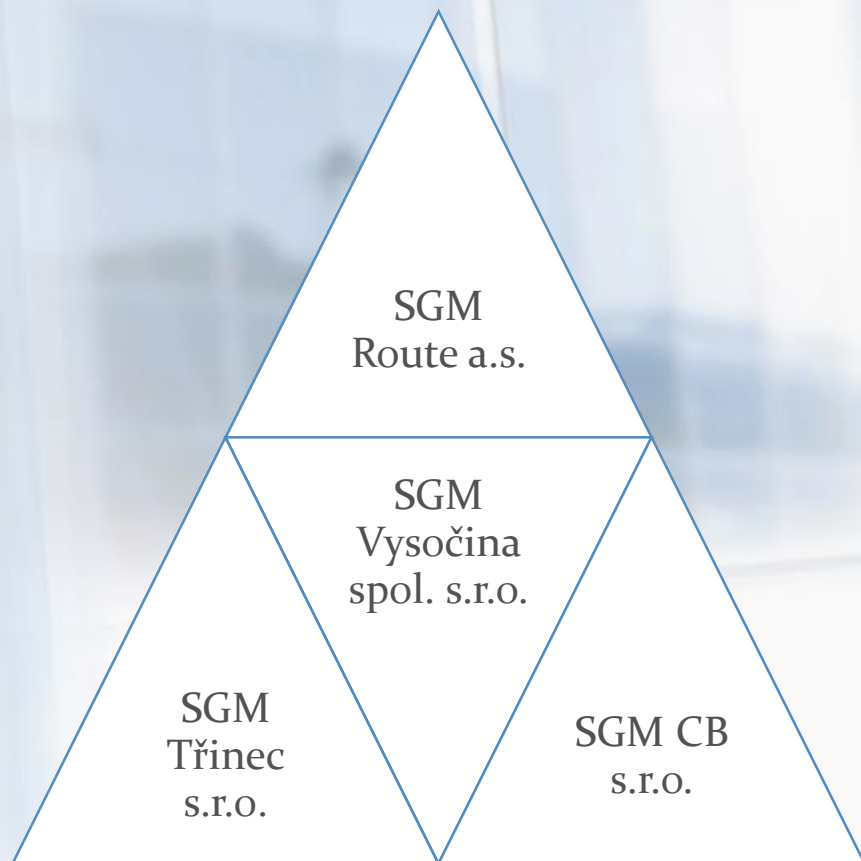 SGM
Route a.s.
SGM
Vysočina
spol. s.r.o.
SGM
Třinec
s.r.o.
SGM CB
s.r.o.